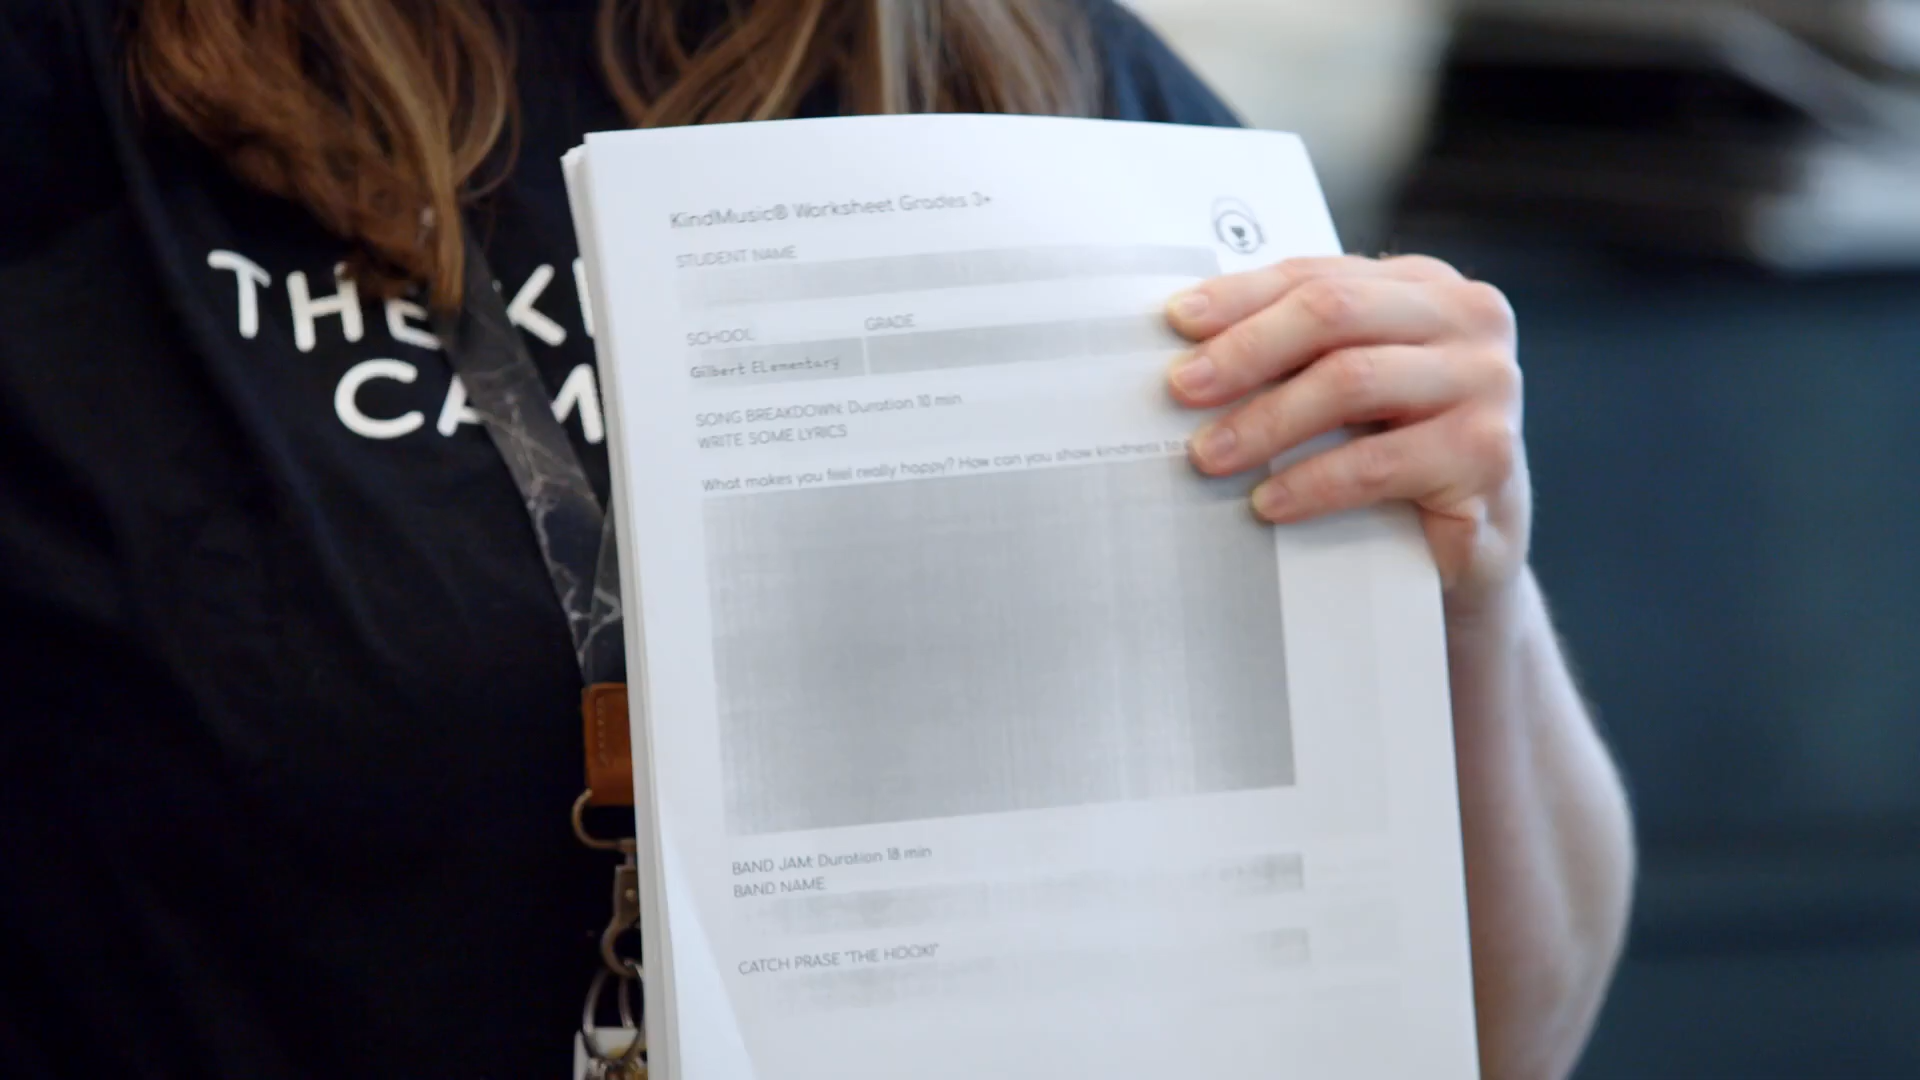 THE K
CAM
KindMusic® Worksheet Grades 3+
STUDENT NAME
SCHOOL GRADE
Gilbert ELementary
SONG BREAKDOWN: Duration 10 min
WRITE SOME LYRICS
What makes you feel really happy? How can you show kindness to
BAND JAM: Duration 18 min
BAND NAME
CATCH PRASE "THE HOOK!"